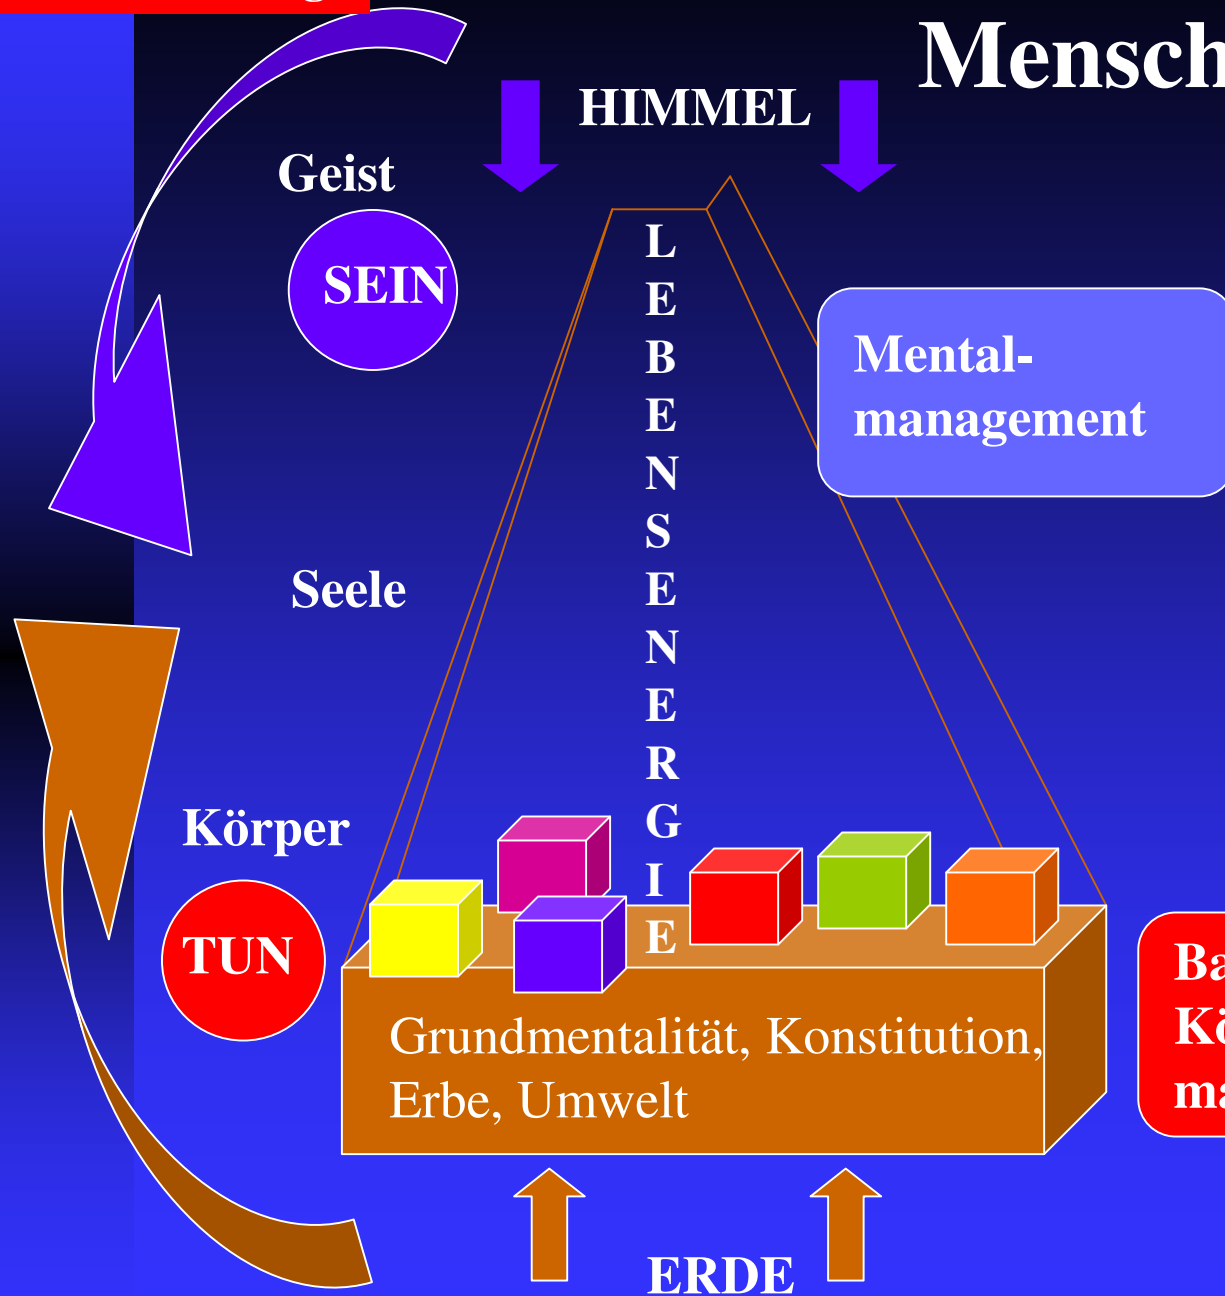 Mensch
HIMMEL
Geist
SEIN
LEBENSENERGIE
Mental-
management
Seele
Körper
TUN
Grundmentalität, Konstitution,
Erbe, Umwelt
ERDE